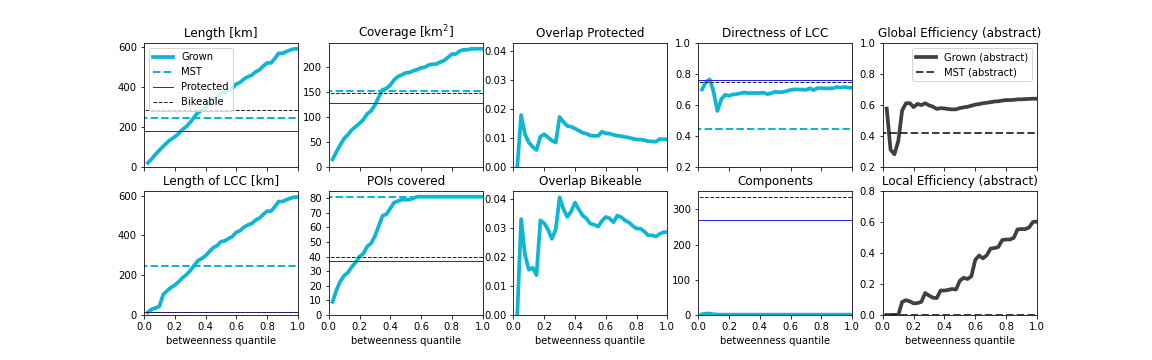 Length [km]
Coverage [km²]
Overlap Protected
Directness of LCC
Global Efficiency (abstract)
600
400
200
0
Grown
MST
Protected
Bikeable
200
150
100
50
0
0.04
0.03
0.02
0.01
0.00
1.0
0.8
0.6
0.4
0.2
1.0
0.8
0.6
0.4
0.2
Grown (abstract)
MST (abstract)
Length of LCC [km]
POIs covered
Overlap Bikeable
Components
Local Efficiency (abstract)
600
400
200
0
80
70
60
50
40
30
20
10
0
0.04
0.03
0.02
0.01
0.00
300
200
100
0
0.8
0.6
0.4
0.2
0.0
0.0 0.2 0.4 0.6 0.8 1.0
0.0 0.2 0.4 0.6 0.8 1.0
0.0 0.2 0.4 0.6 0.8 1.0
0.0 0.2 0.4 0.6 0.8 1.0
0.0 0.2 0.4 0.6 0.8 1.0
betweenness quantile
betweenness quantile
betweenness quantile
betweenness quantile
betweenness quantile